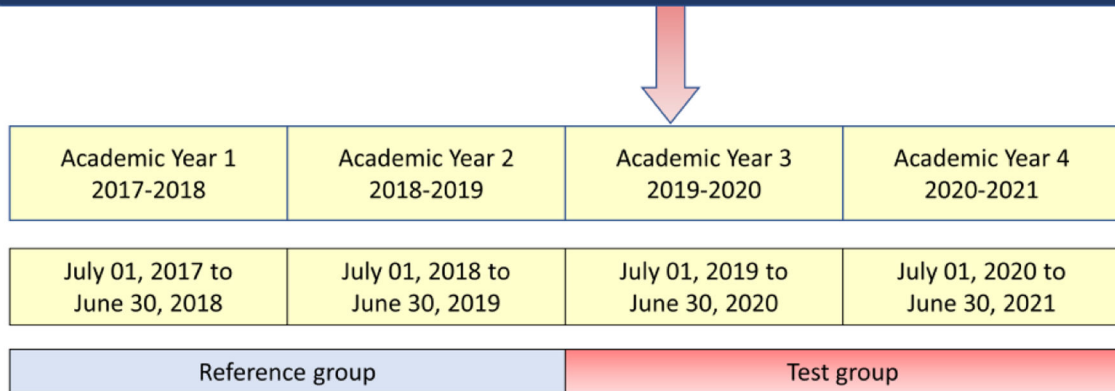 Academic Year 1
2017-2018
Academic Year 2
2018-2019
Academic Year 3
2019-2020
Academic Year 4
2020-2021
July 01, 2017 to
June 30, 2018
July 01, 2018 to
June 30, 2019
July 01, 2019 to
June 30, 2020
July 01, 2020 to
June 30, 2021
Reference group
Test group